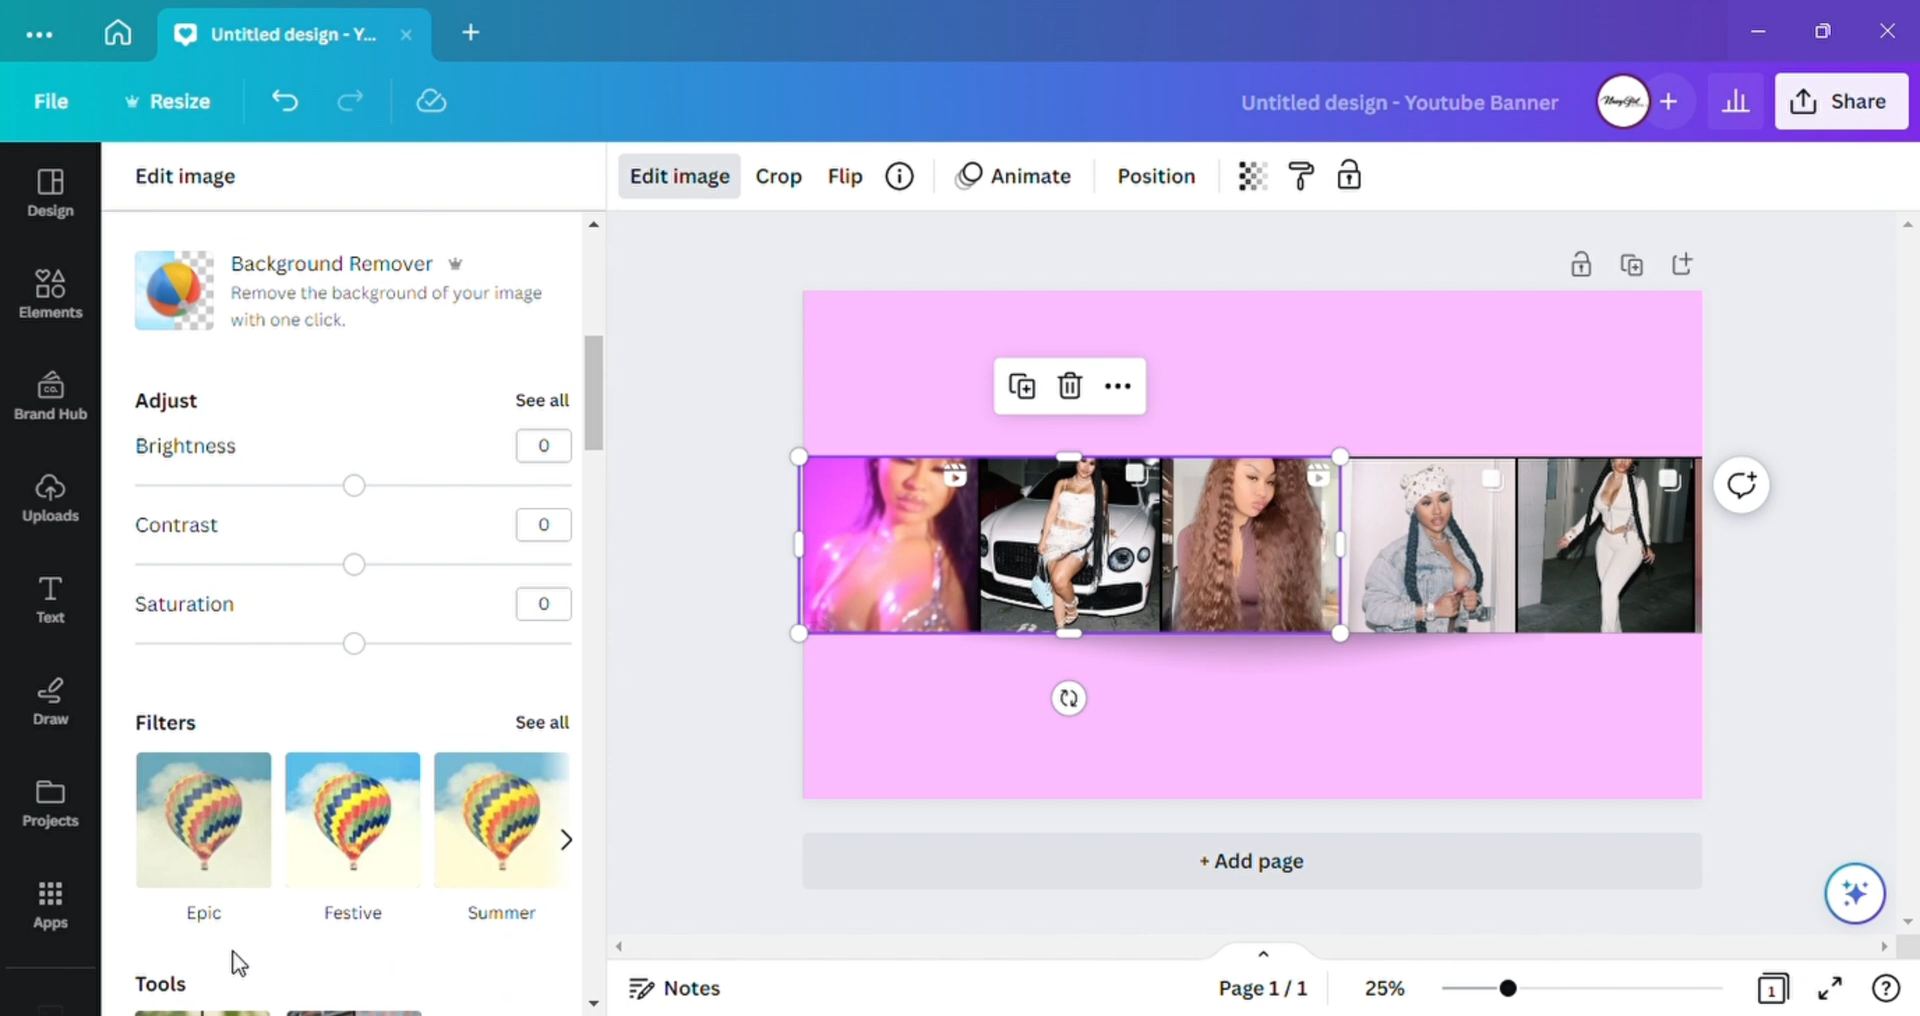 Untitled design - Y...
File
Resize
Untitled design - Youtube Banner
Share
Design
Elements
Brand Hub
CO.
Uploads
Text
Draw
Projects
Apps
Edit image
Background Remover
Remove the background of your image
with one click.
Adjust
See all
Brightness
0
Contrast
0
Saturation
0
Filters
See all
Epic
Festive
Summer
Tools
Edit image
Crop
Flip
Animate
Position
+ Add page
Notes
Page 1 / 1
25%
1